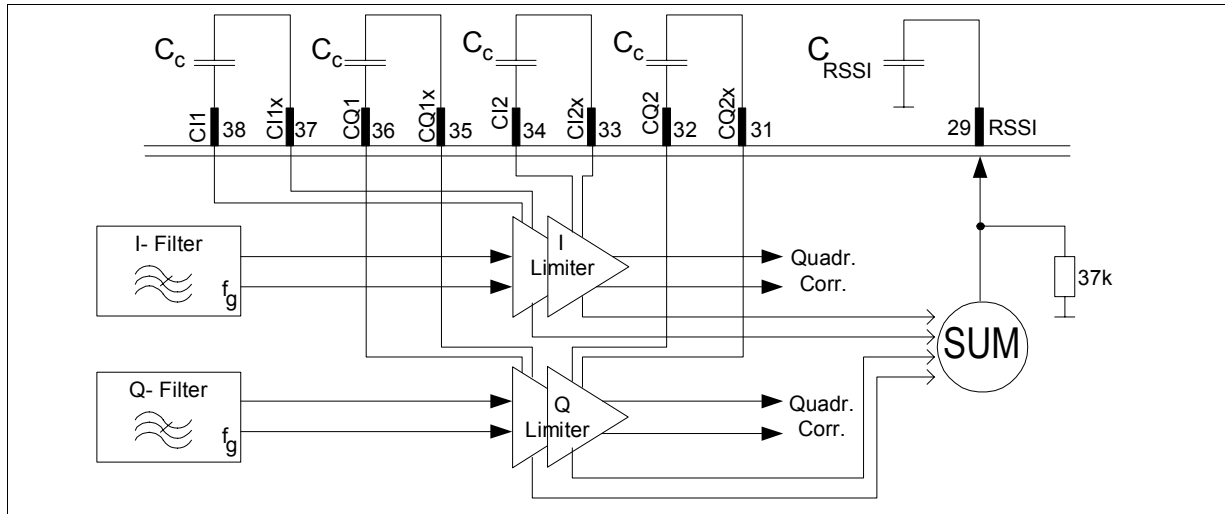 Cc
Cc
Cc
Cc
CRSSI
CI1
38
CI1x
37
CQ1
36
CQ1x
35
CI2
34
CI2x
33
CQ2
32
CQ2x
31
29
RSSI
I- Filter
fg
I
Limiter
Quadr.
Corr.
37k
SUM
Q- Filter
fg
Q
Limiter
Quadr.
Corr.